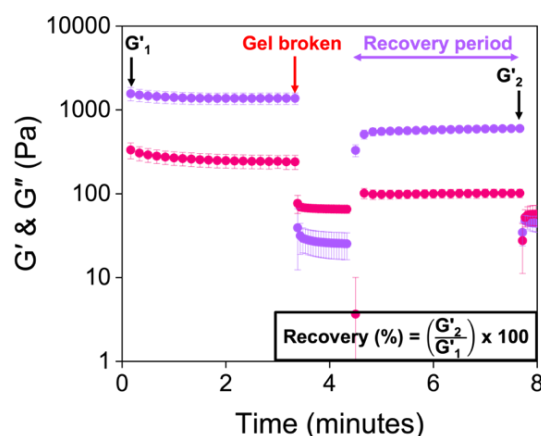 G′ & G″ (Pa)
10000
1000
100
10
1
G'₁
Gel broken
Recovery period
G'₂
Recovery (%) = (G'₂/G'₁) x 100
0 2 4 6 8
Time (minutes)